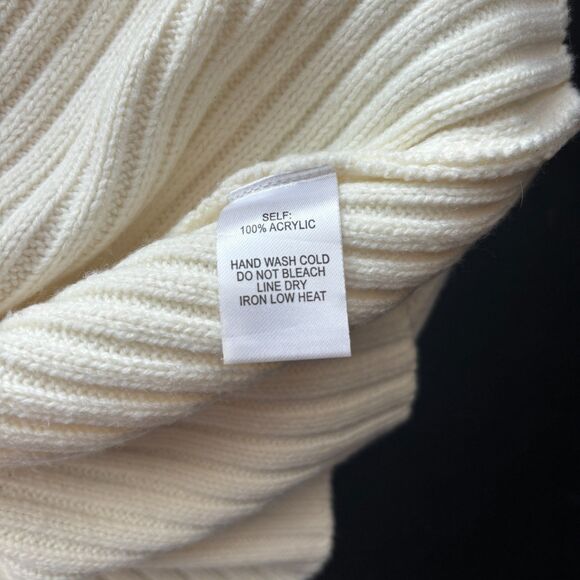 SELF:
100% ACRYLIC
HAND WASH COLD
DO NOT BLEACH
LINE DRY
IRON LOW HEAT